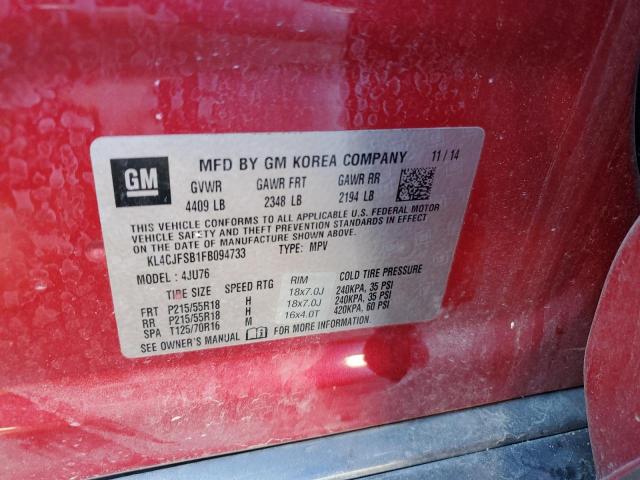 GM
MFD BY GM KOREA COMPANY 11/14
GVWR GAWR FRT GAWR RR
4409 LB 2348 LB 2194 LB
THIS VEHICLE CONFORMS TO ALL APPLICABLE U.S. FEDERAL MOTOR
VEHICLE SAFETY AND THEFT PREVENTION STANDARDS IN EFFECT
ON THE DATE OF MANUFACTURE SHOWN ABOVE.
KL4CJFSB1FB094733 TYPE: MPV
MODEL: 4JU76
TIRE SIZE SPEED RTG RIM COLD TIRE PRESSURE
FRT P215/55R18 H 18x7.0J 240KPA, 35 PSI
RR P215/55R18 H 18x7.0J 240KPA, 35 PSI
SPA T125/70R16 M 16x4.0T 420KPA, 60 PSI
SEE OWNER'S MANUAL FOR MORE INFORMATION.